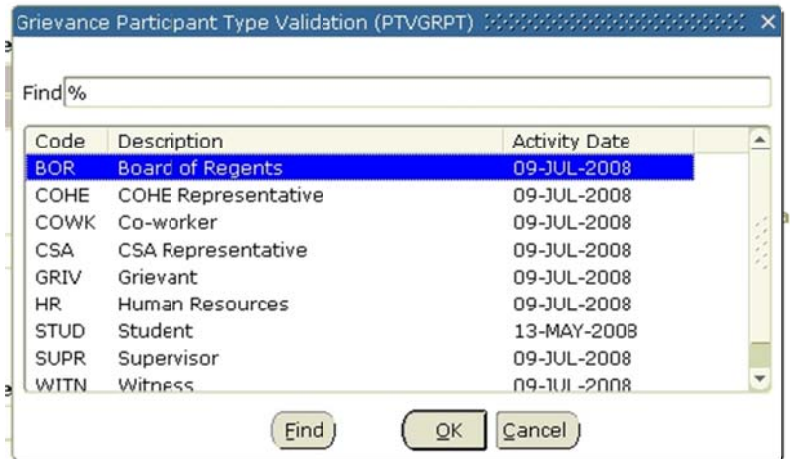 Grievance Participant Type Validation (PTVGRPT)
Find %
Code Description Activity Date
BOR Board of Regents 09-JUL-2008
COHE COHE Representative 09-JUL-2008
COWK Co-worker 09-JUL-2008
CSA CSA Representative 09-JUL-2008
GRIV Grievant 09-JUL-2008
HR Human Resources 09-JUL-2008
STUD Student 13-MAY-2008
SUPR Supervisor 09-JUL-2008
WITN Witness 09-JUL-2008
Find OK Cancel